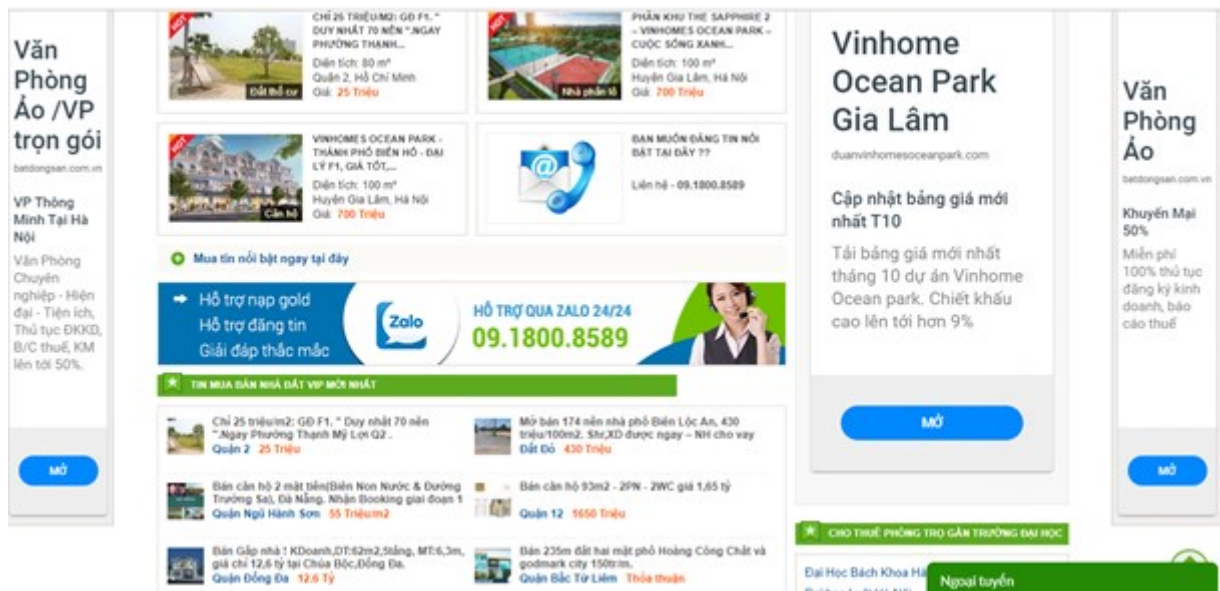 Văn
Phòng
Ảo /VP
trọn gói
batdongsan.com.vn
VP Thông
Minh Tại Hà
Nội
Văn Phòng
Chuyên
nghiệp - Hiện
đại - Tiện ích,
Thủ tục ĐKKD,
B/C thuế, KM
lên tới 50%.
MỞ
HOT
CHỈ 25 TRIỆU/M2: GĐ F1. "
DUY NHẤT 70 NỀN ".NGAY
PHƯỜNG THẠNH...
Diện tích: 80 m²
Quận 2, Hồ Chí Minh
Giá: 25 Triệu
Đất thổ cư
HOT
PHÂN KHU THE SAPPHIRE 2
– VINHOMES OCEAN PARK –
CUỘC SỐNG XANH...
Diện tích: 100 m²
Huyện Gia Lâm, Hà Nội
Giá: 700 Triệu
Nhà phân lô
HOT
VINHOMES OCEAN PARK -
THÀNH PHỐ BIỂN HỒ - ĐẠI
LÝ F1, GIÁ TỐT,...
Diện tích: 100 m²
Huyện Gia Lâm, Hà Nội
Giá: 700 Triệu
Căn hộ
BẠN MUỐN ĐĂNG TIN NỔI
BẬT TẠI ĐÂY ??
Liên hệ - 09.1800.8589
Mua tin nổi bật ngay tại đây
Hỗ trợ nạp gold
Hỗ trợ đăng tin
Giải đáp thắc mắc
Zalo
HỖ TRỢ QUA ZALO 24/24
09.1800.8589
TIN MUA BÁN NHÀ ĐẤT VIP MỚI NHẤT
Chỉ 25 triệu/m2: GĐ F1. " Duy nhất 70 nền
".Ngay Phường Thạnh Mỹ Lợi Q2 .
Quận 2 25 Triệu
Mở bán 174 nền nhà phố Biên Lộc An, 430
triệu/100m2. Shr,XD được ngay – NH cho vay
Đất Đỏ 430 Triệu
Bán căn hộ 2 mặt tiền(Biển Non Nước & Đường
Trường Sa), Đà Nẵng. Nhận Booking giai đoạn 1
Quận Ngũ Hành Sơn 55 Triệu/m2
Bán căn hộ 93m2 - 2PN - 2WC giá 1,65 tỷ
Quận 12 1650 Triệu
Bán Gấp nhà ! KDoanh,DT:62m2,5tầng, MT:6,3m,
giá chỉ 12,6 tỷ tại Chùa Bộc,Đống Đa.
Quận Đống Đa 12.6 Tỷ
Bán 235m đất hai mặt phố Hoàng Công Chất và
godmark city 150tr/m.
Quận Bắc Từ Liêm Thỏa thuận
Vinhome
Ocean Park
Gia Lâm
duanvinhomesoceanpark.com
Cập nhật bảng giá mới
nhất T10
Tải bảng giá mới nhất
tháng 10 dự án Vinhome
Ocean park. Chiết khấu
cao lên tới hơn 9%
MỞ
CHO THUÊ PHÒNG TRỌ GẦN TRƯỜNG ĐẠI HỌC
Đại Học Bách Khoa Hà
Ngoại tuyến
Văn
Phòng
Ảo
batdongsan.com.vn
Khuyến Mại
50%
Miễn phí
100% thủ tục
đăng ký kinh
doanh, báo
cáo thuế
MỞ